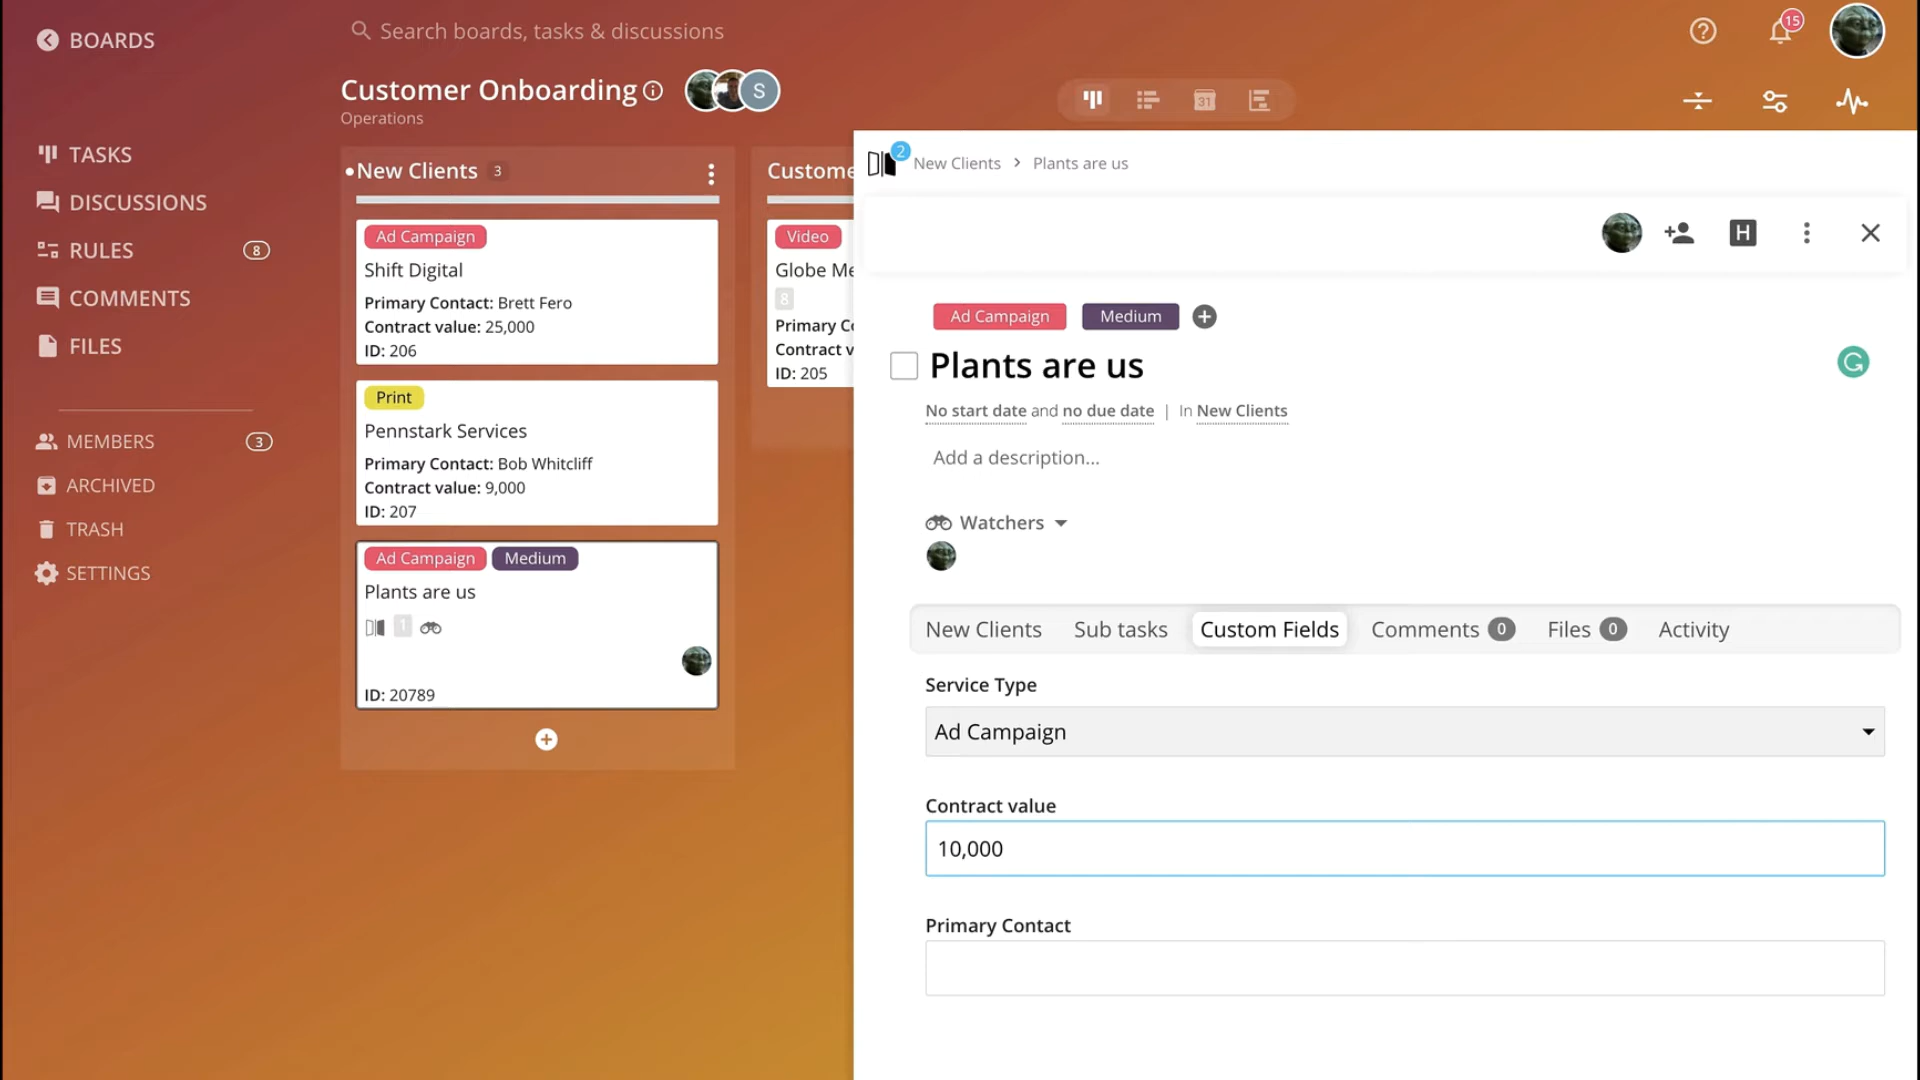 BOARDS
Search boards, tasks & discussions
15
Customer Onboarding
S
Operations
31
TASKS
DISCUSSIONS
RULES 8
COMMENTS
FILES
MEMBERS 3
ARCHIVED
TRASH
SETTINGS
New Clients 3
Ad Campaign
Shift Digital
Primary Contact: Brett Fero
Contract value: 25,000
ID: 206
Print
Pennstark Services
Primary Contact: Bob Whitcliff
Contract value: 9,000
ID: 207
Ad Campaign Medium
Plants are us
1
ID: 20789
Custome
Video
Globe Me
8
Primary Co
Contract v
ID: 205
2
New Clients > Plants are us
H
Ad Campaign Medium
Plants are us
G
No start date and no due date | In New Clients
Add a description...
Watchers
New Clients Sub tasks Custom Fields Comments 0 Files 0 Activity
Service Type
Ad Campaign
Contract value
10,000
Primary Contact